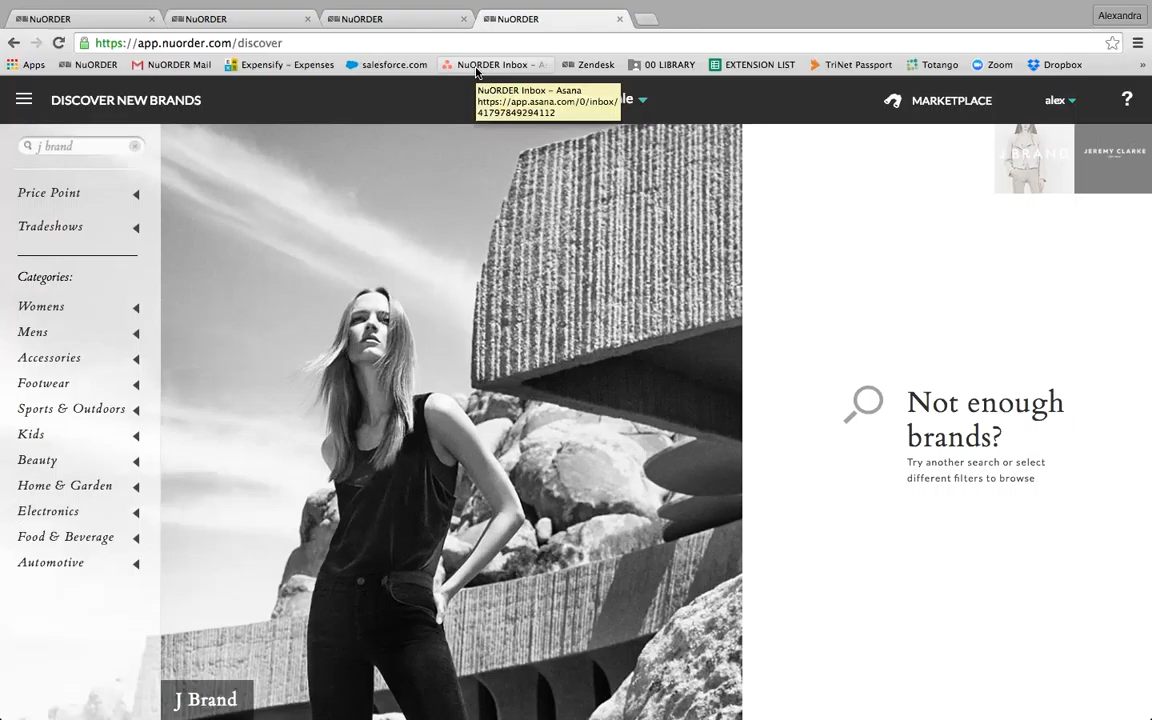 NuORDER
NuORDER
NuORDER
NuORDER
Alexandra
https://app.nuorder.com/discover
Apps
NuORDER
NuORDER Mail
Expensify – Expenses
salesforce.com
NuORDER Inbox – A
Zendesk
00 LIBRARY
EXTENSION LIST
TriNet Passport
Totango
Zoom
Dropbox
»
NuORDER Inbox – Asana
https://app.asana.com/0/inbox/
41797849294112
DISCOVER NEW BRANDS
MARKETPLACE
alex
?
j brand
Price Point
Tradeshows
Categories:
Womens
Mens
Accessories
Footwear
Sports & Outdoors
Kids
Beauty
Home & Garden
Electronics
Food & Beverage
Automotive
J Brand
J BRAND
JEREMY CLARKE
Not enough
brands?
Try another search or select
different filters to browse